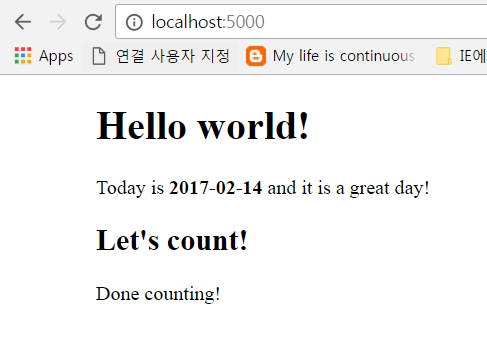 localhost:5000
Apps 연결 사용자 지정 My life is continuous IE에
Hello world!
Today is 2017-02-14 and it is a great day!
Let's count!
Done counting!